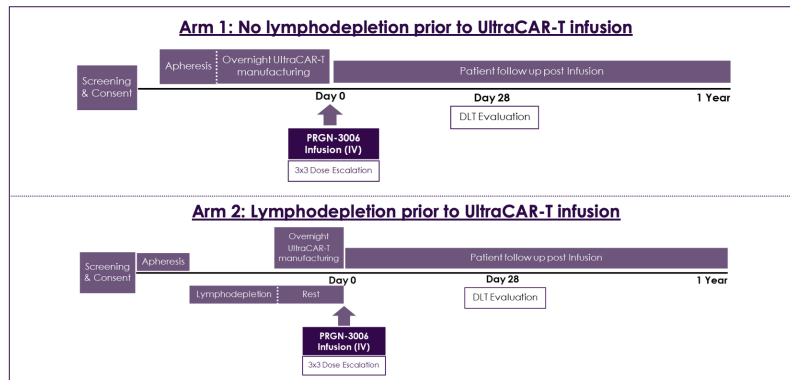 Arm 1: No lymphodepletion prior to UltraCAR-T infusion
Screening
& Consent
Apheresis
Overnight UltraCAR-T
manufacturing
Patient follow up post Infusion
Day 0
Day 28
1 Year
DLT Evaluation
PRGN-3006
Infusion (IV)
3x3 Dose Escalation
Arm 2: Lymphodepletion prior to UltraCAR-T infusion
Screening
& Consent
Apheresis
Overnight
UltraCAR-T
manufacturing
Patient follow up post Infusion
Day 0
Day 28
1 Year
Lymphodepletion
Rest
DLT Evaluation
PRGN-3006
Infusion (IV)
3x3 Dose Escalation